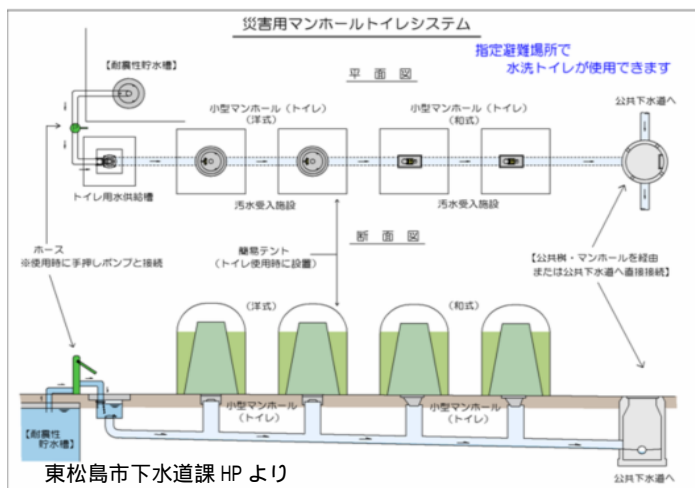 災害用マンホールトイレシステム
指定避難場所で
水洗トイレが使用できます
【耐震性貯水槽】
平面図
小型マンホール（トイレ）
（洋式）
小型マンホール（トイレ）
（和式）
公共下水道へ
トイレ用水供給槽
汚水受入施設
汚水受入施設
断面図
ホース
※使用時に手押しポンプと接続
簡易テント
（トイレ使用時に設置）
【公共桝・マンホールを経由
または公共下水道へ直接接続】
（洋式）
（和式）
小型マンホール
（トイレ）
小型マンホール
（トイレ）
【耐震性
貯水槽】
東松島市下水道課 HP より
公共下水道へ